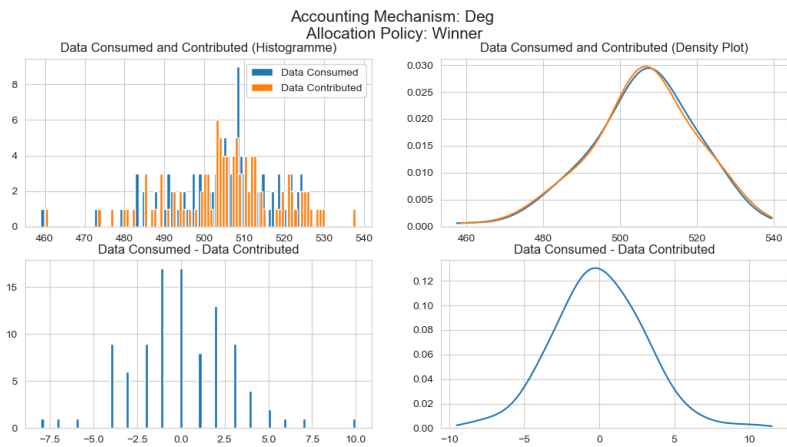 Accounting Mechanism: Deg
Allocation Policy: Winner
Data Consumed and Contributed (Histogramme)
Data Consumed
Data Contributed
8
6
4
2
0
460 470 480 490 500 510 520 530 540
Data Consumed and Contributed (Density Plot)
0.030
0.025
0.020
0.015
0.010
0.005
0.000
460 480 500 520 540
Data Consumed - Data Contributed
15
10
5
0
−7.5 −5.0 −2.5 0.0 2.5 5.0 7.5 10.0
Data Consumed - Data Contributed
0.12
0.10
0.08
0.06
0.04
0.02
0.00
−10 −5 0 5 10